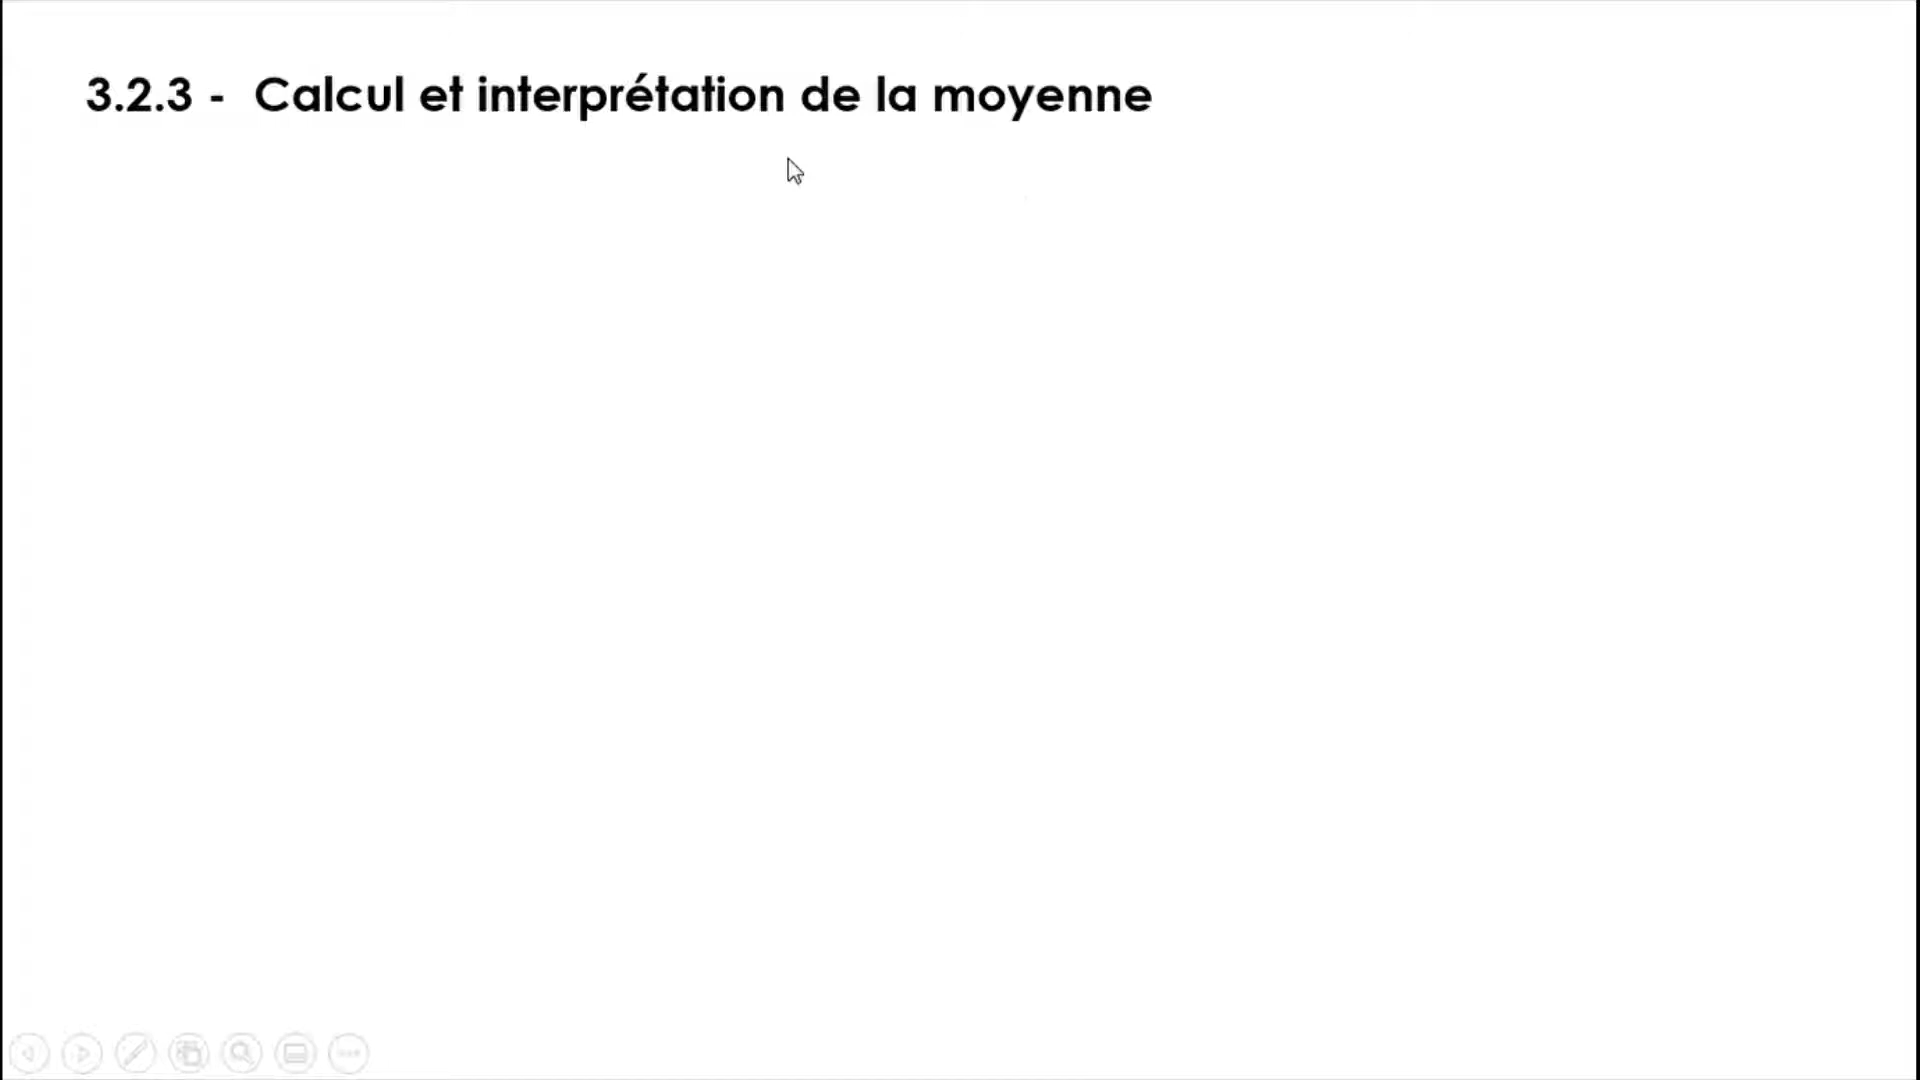 3.2.3 - Calcul et interprétation de la moyenne